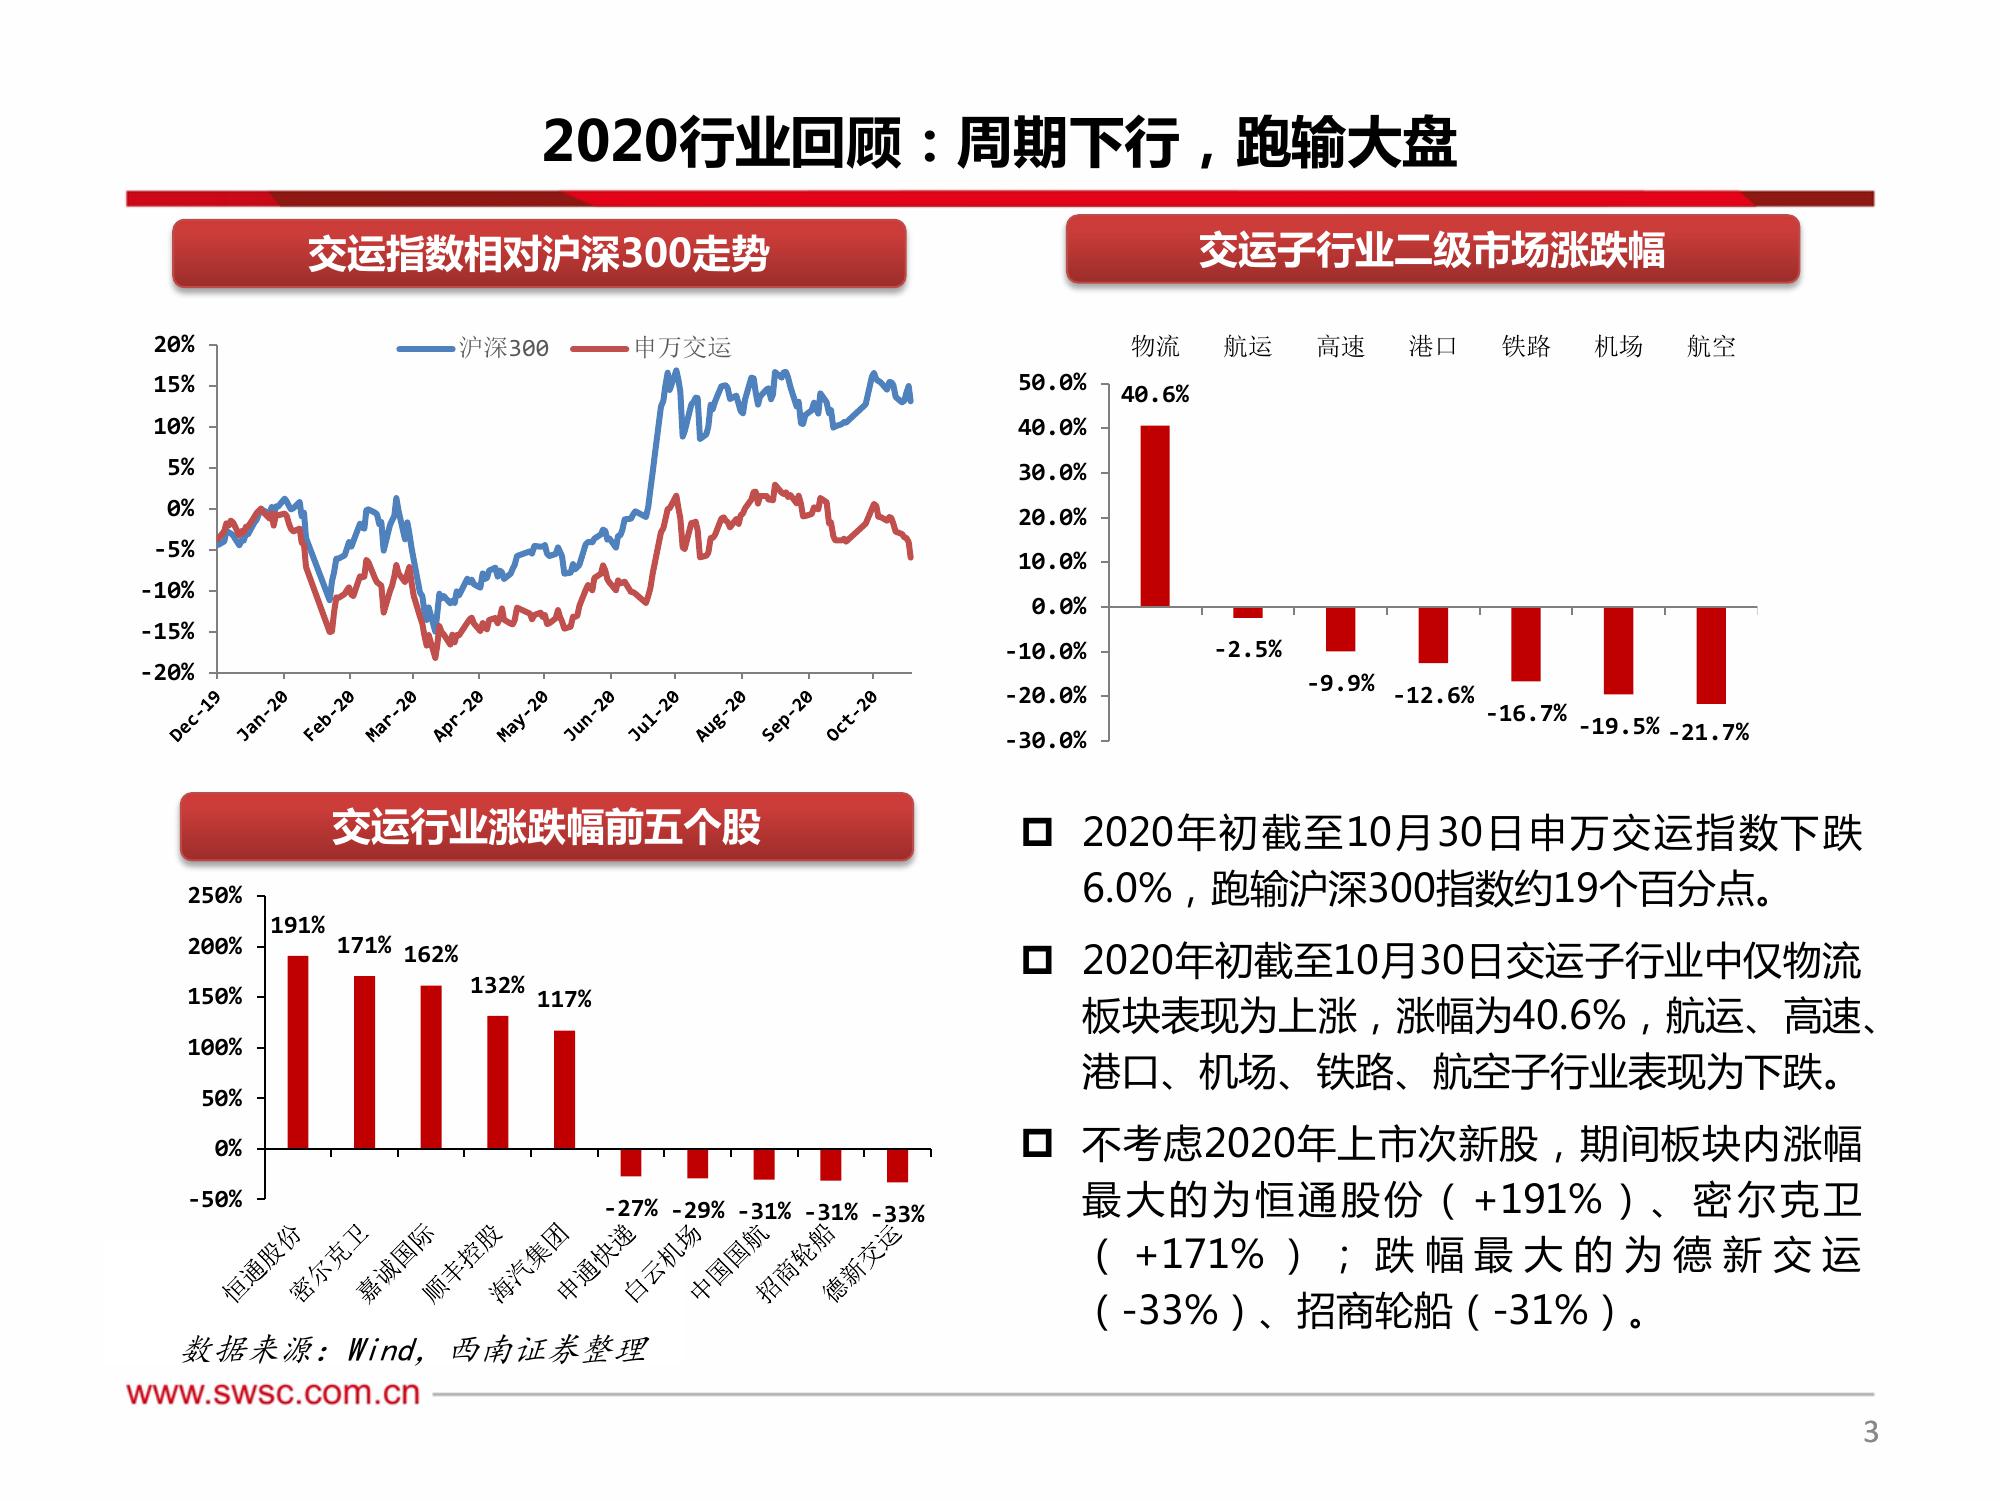 2020行业回顾：周期下行，跑输大盘
交运指数相对沪深300走势
沪深300 申万交运
20%
15%
10%
5%
0%
-5%
-10%
-15%
-20%
Dec-19 Jan-20 Feb-20 Mar-20 Apr-20 May-20 Jun-20 Jul-20 Aug-20 Sep-20 Oct-20
交运子行业二级市场涨跌幅
物流 航运 高速 港口 铁路 机场 航空
50.0%
40.0%
30.0%
20.0%
10.0%
0.0%
-10.0%
-20.0%
-30.0%
40.6% -2.5% -9.9% -12.6% -16.7% -19.5% -21.7%
交运行业涨跌幅前五个股
250%
200%
150%
100%
50%
0%
-50%
191% 171% 162% 132% 117% -27% -29% -31% -31% -33%
恒通股份 密尔克卫 嘉诚国际 顺丰控股 海汽集团 申通快递 白云机场 中国国航 招商轮船 德新交运
2020年初截至10月30日申万交运指数下跌
6.0%，跑输沪深300指数约19个百分点。
2020年初截至10月30日交运子行业中仅物流
板块表现为上涨，涨幅为40.6%，航运、高速、
港口、机场、铁路、航空子行业表现为下跌。
不考虑2020年上市次新股，期间板块内涨幅
最大的为恒通股份（+191%）、密尔克卫
（+171%）；跌幅最大的为德新交运
（-33%）、招商轮船（-31%）。
数据来源：Wind，西南证券整理
www.swsc.com.cn
3